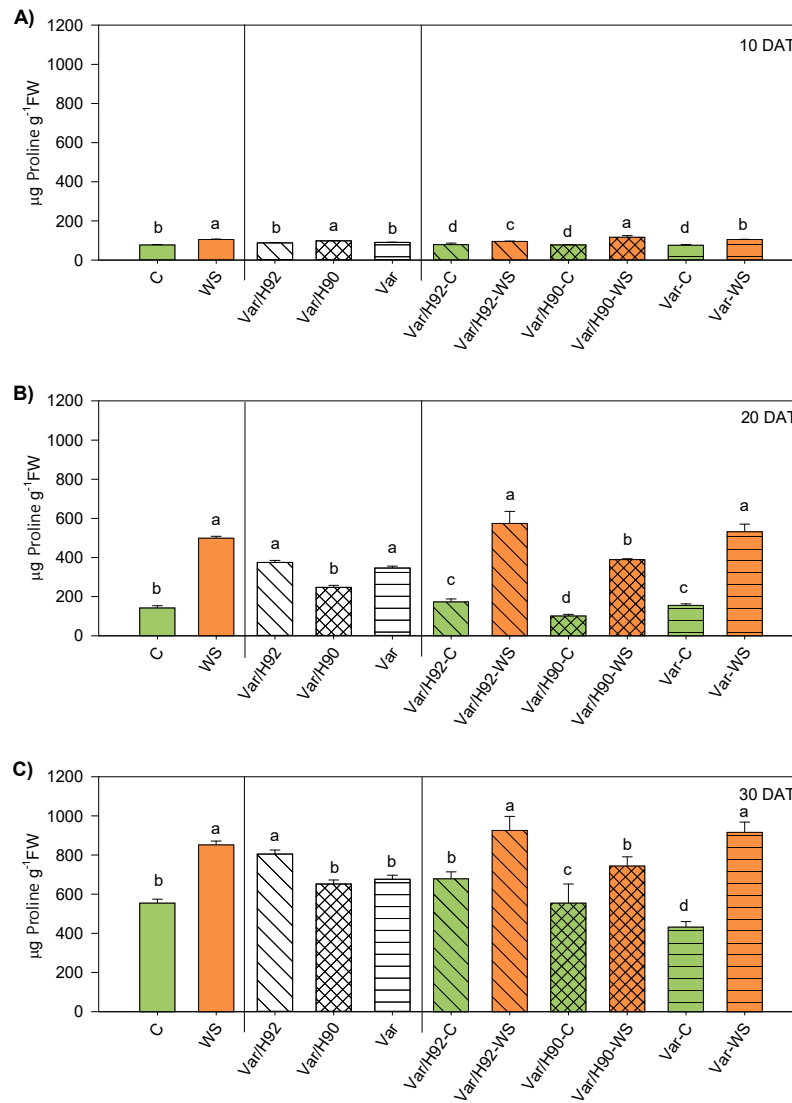 A)
10 DAT
1200
1000
800
600
400
200
0
µg Proline g⁻¹FW
b a b a b d c d a d b
C WS Var/H92 Var/H90 Var Var/H92-C Var/H92-WS Var/H90-C Var/H90-WS Var-C Var-WS
B)
20 DAT
1200
1000
800
600
400
200
0
µg Proline g⁻¹FW
b a a b a c a d b c a
C WS Var/H92 Var/H90 Var Var/H92-C Var/H92-WS Var/H90-C Var/H90-WS Var-C Var-WS
C)
30 DAT
1200
1000
800
600
400
200
0
µg Proline g⁻¹FW
b a a b b b a c b d a
C WS Var/H92 Var/H90 Var Var/H92-C Var/H92-WS Var/H90-C Var/H90-WS Var-C Var-WS